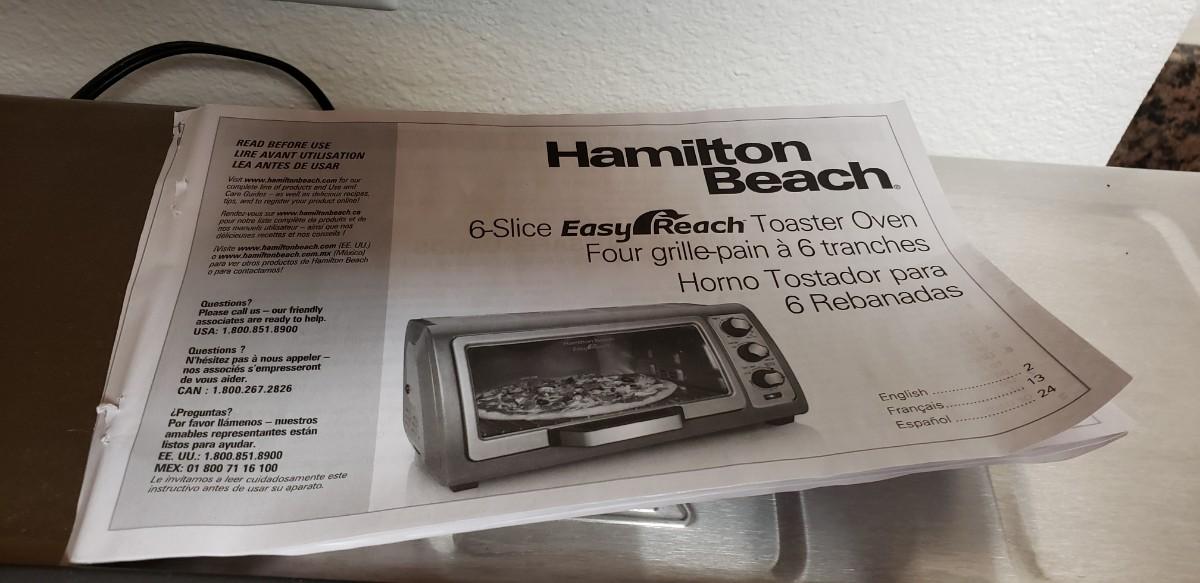 READ BEFORE USE
LIRE AVANT UTILISATION
LEA ANTES DE USAR
Visit www.hamiltonbeach.com for our
complete line of products and Use and
Care Guides – as well as delicious recipes,
tips, and to register your product online!
Rendez-vous sur www.hamiltonbeach.ca
pour notre liste complète de produits et de
nos manuels utilisateur – ainsi que nos
délicieuses recettes et nos conseils !
¡Visite www.hamiltonbeach.com (EE. UU.)
o www.hamiltonbeach.com.mx (México)
para ver otros productos de Hamilton Beach
o para contactarnos!
Questions?
Please call us – our friendly
associates are ready to help.
USA: 1.800.851.8900
Questions ?
N'hésitez pas à nous appeler –
nos associés s'empresseront
de vous aider.
CAN : 1.800.267.2826
¿Preguntas?
Por favor llámenos – nuestros
amables representantes están
listos para ayudar.
EE. UU.: 1.800.851.8900
MEX: 01 800 71 16 100
Le invitamos a leer cuidadosamente este
instructivo antes de usar su aparato.
Hamilton
Beach®
6-Slice Easy Reach Toaster Oven
Four grille-pain à 6 tranches
Horno Tostador para
6 Rebanadas
Hamilton Beach
Easy Reach
English ...................... 2
Français.................... 13
Español .................... 24